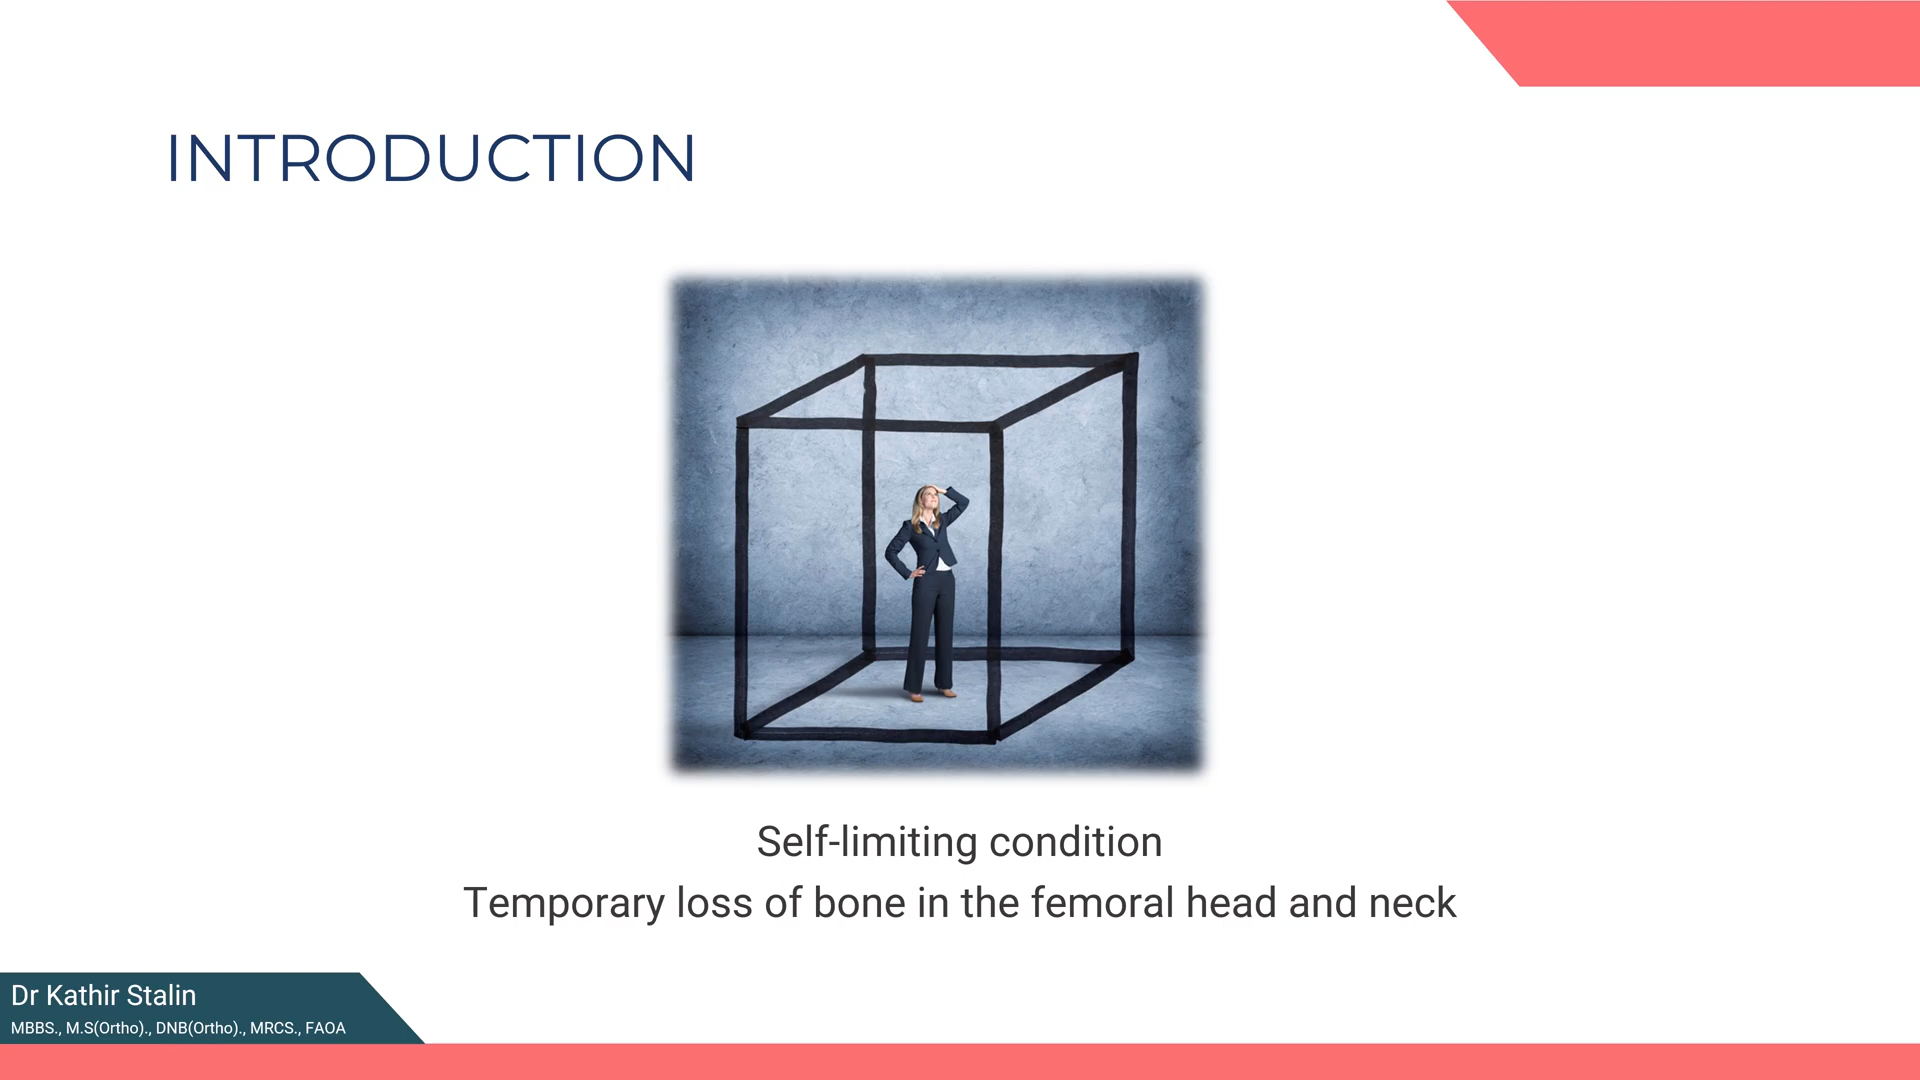 INTRODUCTION
Self-limiting condition
Temporary loss of bone in the femoral head and neck
Dr Kathir Stalin
MBBS., M.S(Ortho)., DNB(Ortho)., MRCS., FAOA